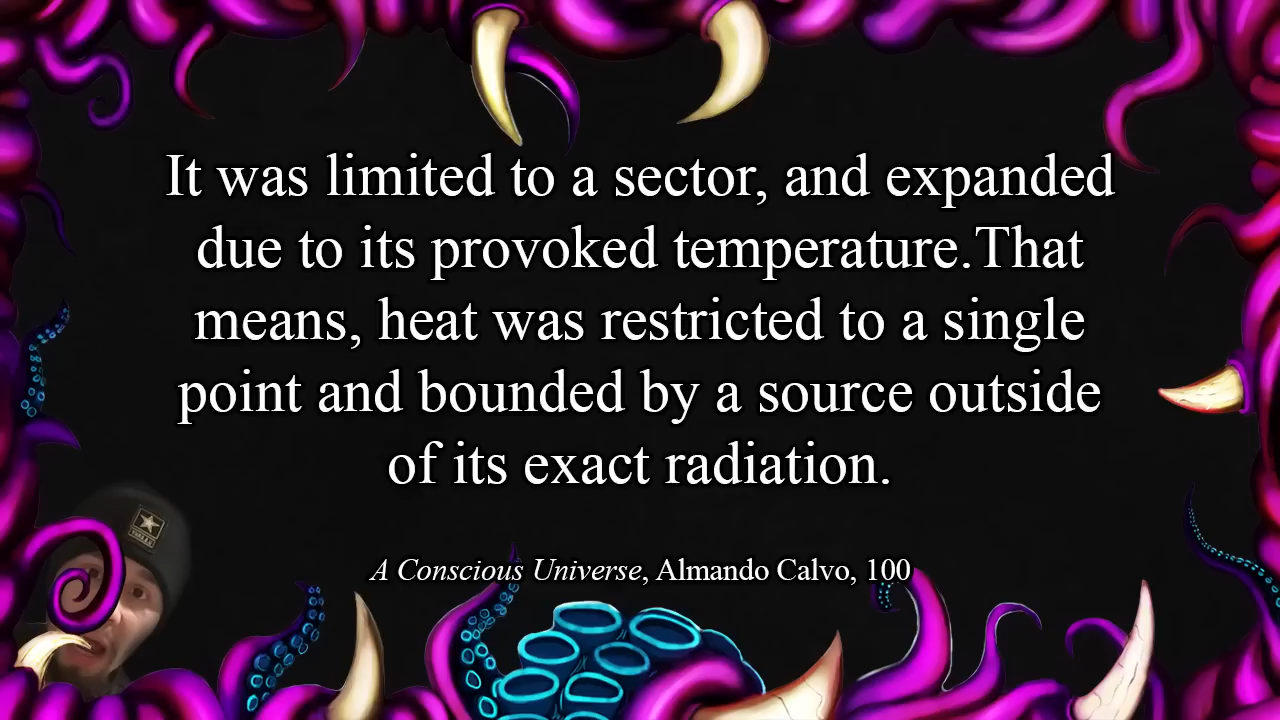 It was limited to a sector, and expanded
due to its provoked temperature.That
means, heat was restricted to a single
point and bounded by a source outside
of its exact radiation.
A Conscious Universe, Almando Calvo, 100